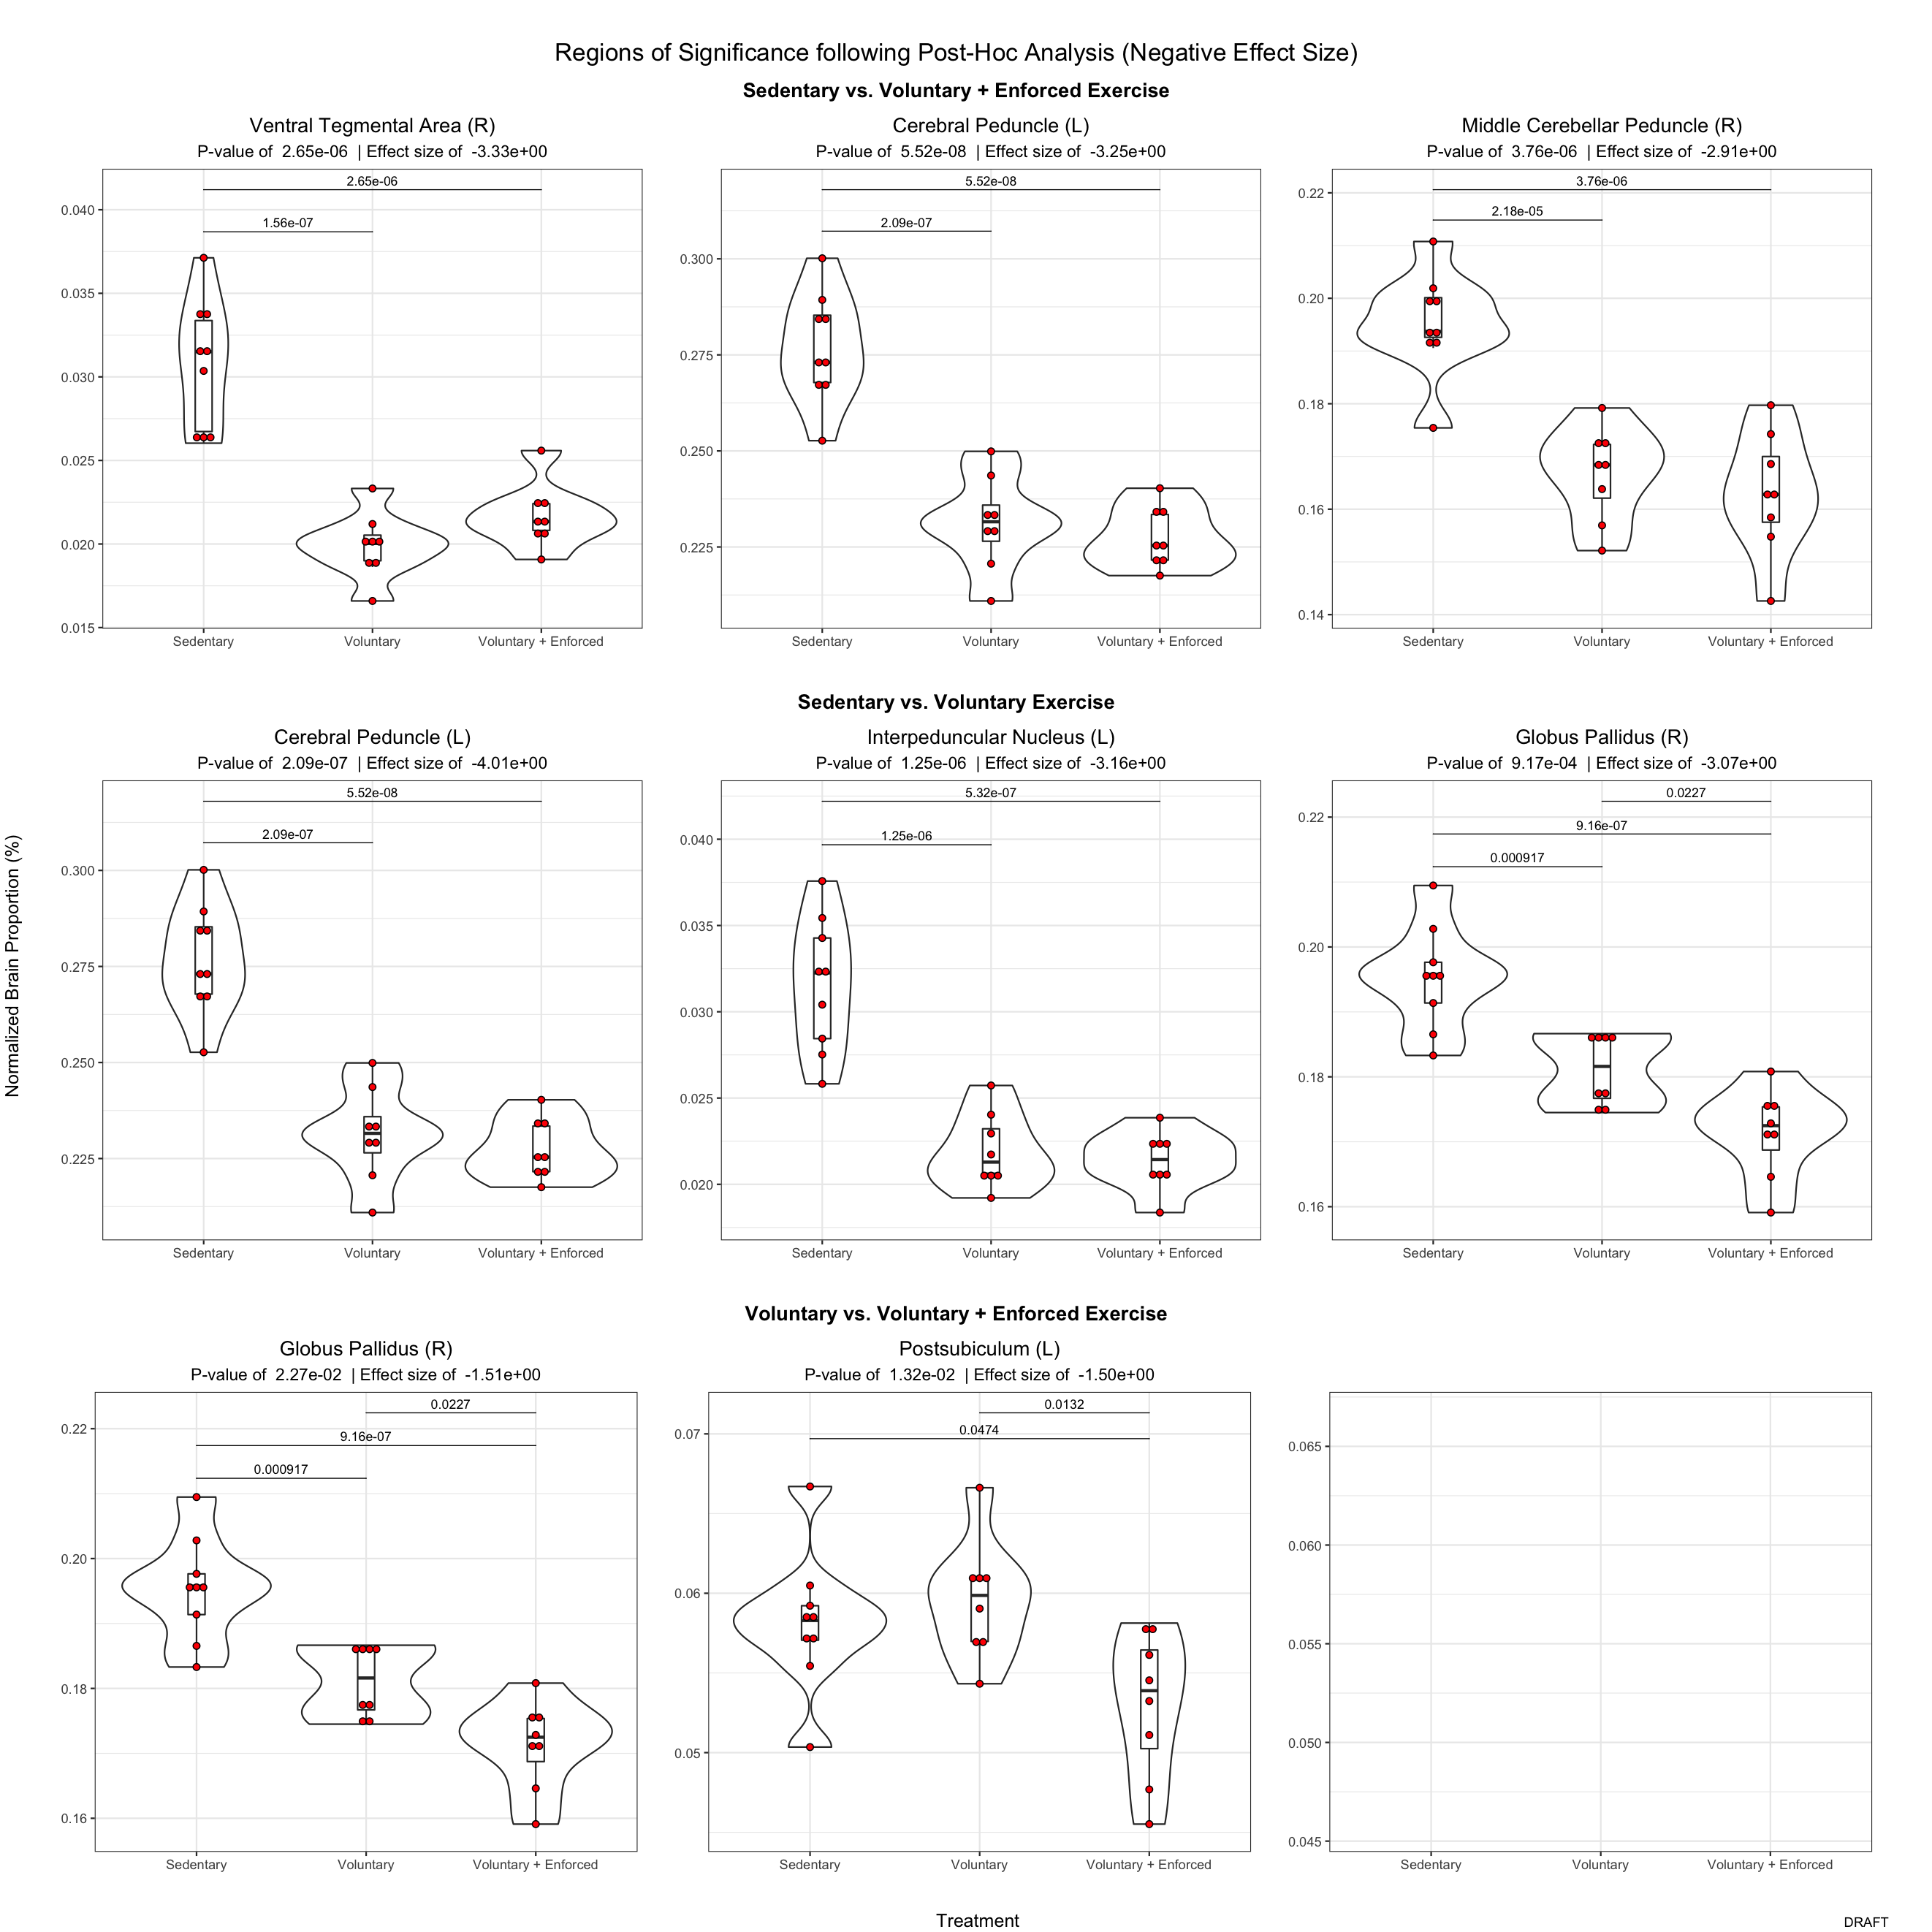 Regions of Significance following Post-Hoc Analysis (Negative Effect Size)
Sedentary vs. Voluntary + Enforced Exercise
Ventral Tegmental Area (R)
P-value of  2.65e-06  | Effect size of  -3.33e+00
2.65e-06
1.56e-07
0.040
0.035
0.030
0.025
0.020
0.015
Sedentary Voluntary Voluntary + Enforced
Cerebral Peduncle (L)
P-value of  5.52e-08  | Effect size of  -3.25e+00
5.52e-08
2.09e-07
0.300
0.275
0.250
0.225
Sedentary Voluntary Voluntary + Enforced
Middle Cerebellar Peduncle (R)
P-value of  3.76e-06  | Effect size of  -2.91e+00
3.76e-06
2.18e-05
0.22
0.20
0.18
0.16
0.14
Sedentary Voluntary Voluntary + Enforced
Sedentary vs. Voluntary Exercise
Normalized Brain Proportion (%)
Cerebral Peduncle (L)
P-value of  2.09e-07  | Effect size of  -4.01e+00
5.52e-08
2.09e-07
0.300
0.275
0.250
0.225
Sedentary Voluntary Voluntary + Enforced
Interpeduncular Nucleus (L)
P-value of  1.25e-06  | Effect size of  -3.16e+00
5.32e-07
1.25e-06
0.040
0.035
0.030
0.025
0.020
Sedentary Voluntary Voluntary + Enforced
Globus Pallidus (R)
P-value of  9.17e-04  | Effect size of  -3.07e+00
0.0227
9.16e-07
0.000917
0.22
0.20
0.18
0.16
Sedentary Voluntary Voluntary + Enforced
Voluntary vs. Voluntary + Enforced Exercise
Globus Pallidus (R)
P-value of  2.27e-02  | Effect size of  -1.51e+00
0.0227
9.16e-07
0.000917
0.22
0.20
0.18
0.16
Sedentary Voluntary Voluntary + Enforced
Postsubiculum (L)
P-value of  1.32e-02  | Effect size of  -1.50e+00
0.0132
0.0474
0.07
0.06
0.05
Sedentary Voluntary Voluntary + Enforced
0.065
0.060
0.055
0.050
0.045
Sedentary Voluntary Voluntary + Enforced
Treatment
DRAFT